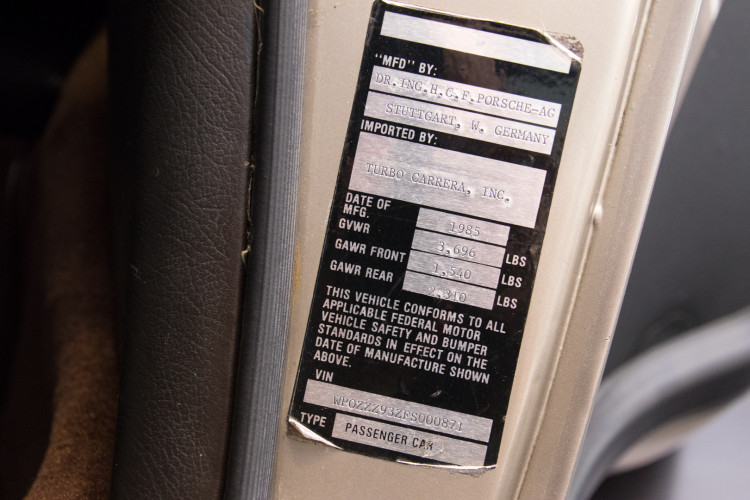 "MFD" BY:
DR.ING.H.C.F.PORSCHE-AG
STUTTGART, W. GERMANY
IMPORTED BY:
TURBO CARRERA, INC.
DATE OF
MFG. 1985
GVWR 3,696 LBS
GAWR FRONT 1,540 LBS
GAWR REAR 2,310 LBS
THIS VEHICLE CONFORMS TO ALL
APPLICABLE FEDERAL MOTOR
VEHICLE SAFETY AND BUMPER
STANDARDS IN EFFECT ON THE
DATE OF MANUFACTURE SHOWN
ABOVE.
VIN
WPOZZZ93ZFS000871
TYPE PASSENGER CAR